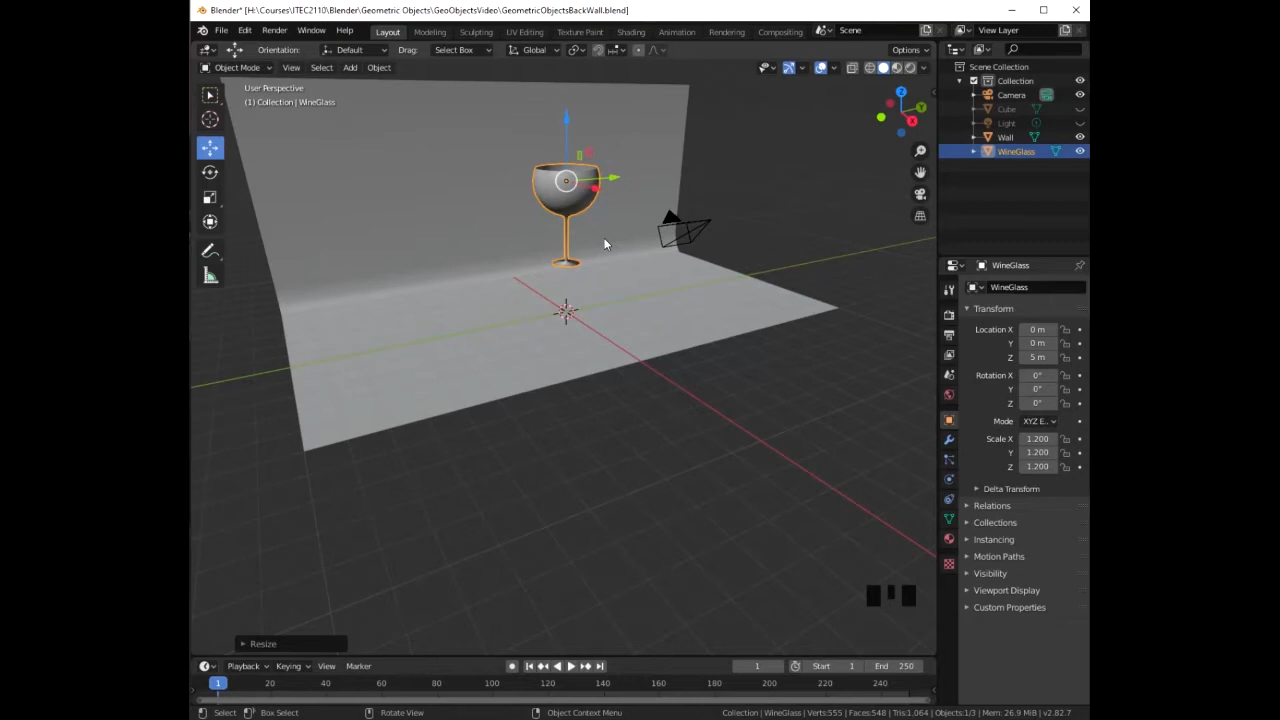 Blender* [H:\Courses\ITEC2110\Blender\Geometric Objects\GeoObjectsVideo\GeometricObjectsBackWall.blend]
File Edit Render Window Help Layout Modeling Sculpting UV Editing Texture Paint Shading Animation Rendering Compositing Scene View Layer
Orientation: Default Drag: Select Box Global Options
Object Mode View Select Add Object
User Perspective
(1) Collection | WineGlass
Z
Y
X
Resize
Playback Keying View Marker 1 Start 1 End 250
1 20 40 60 80 100 120 140 160 180 200 220 240
Select Box Select Rotate View Object Context Menu Collection | WineGlass | Verts:555 | Faces:548 | Tris:1,064 | Objects:1/3 | Mem: 26.9 MiB | v2.82.7
Scene Collection
Collection
Camera
Cube
Light
Wall
WineGlass
WineGlass
WineGlass
Transform
Location X 0 m
Y 0 m
Z 5 m
Rotation X 0°
Y 0°
Z 0°
Mode XYZ E..
Scale X 1.200
Y 1.200
Z 1.200
Delta Transform
Relations
Collections
Instancing
Motion Paths
Visibility
Viewport Display
Custom Properties